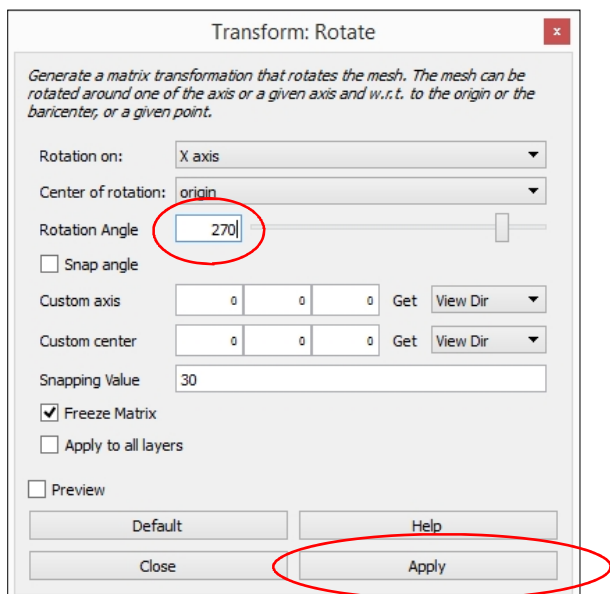 Transform: Rotate
x
Generate a matrix transformation that rotates the mesh. The mesh can be
rotated around one of the axis or a given axis and w.r.t. to the origin or the
baricenter, or a given point.
Rotation on: X axis
Center of rotation: origin
Rotation Angle 270
Snap angle
Custom axis 0 0 0 Get View Dir
Custom center 0 0 0 Get View Dir
Snapping Value 30
Freeze Matrix
Apply to all layers
Preview
Default Help
Close Apply